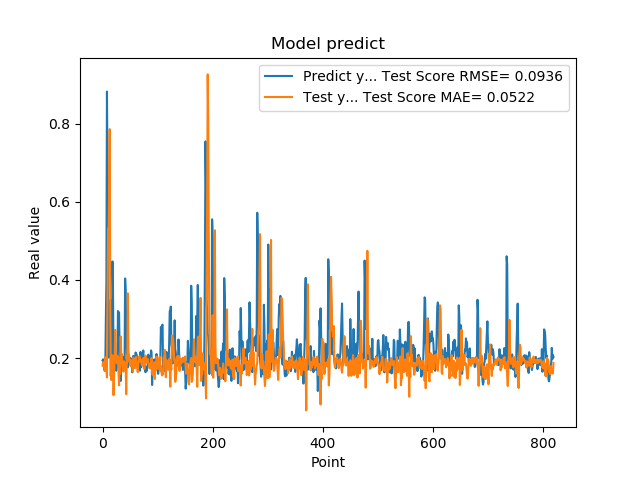 Model predict
Predict y... Test Score RMSE= 0.0936
Test y... Test Score MAE= 0.0522
Real value
0.8
0.6
0.4
0.2
0 200 400 600 800
Point